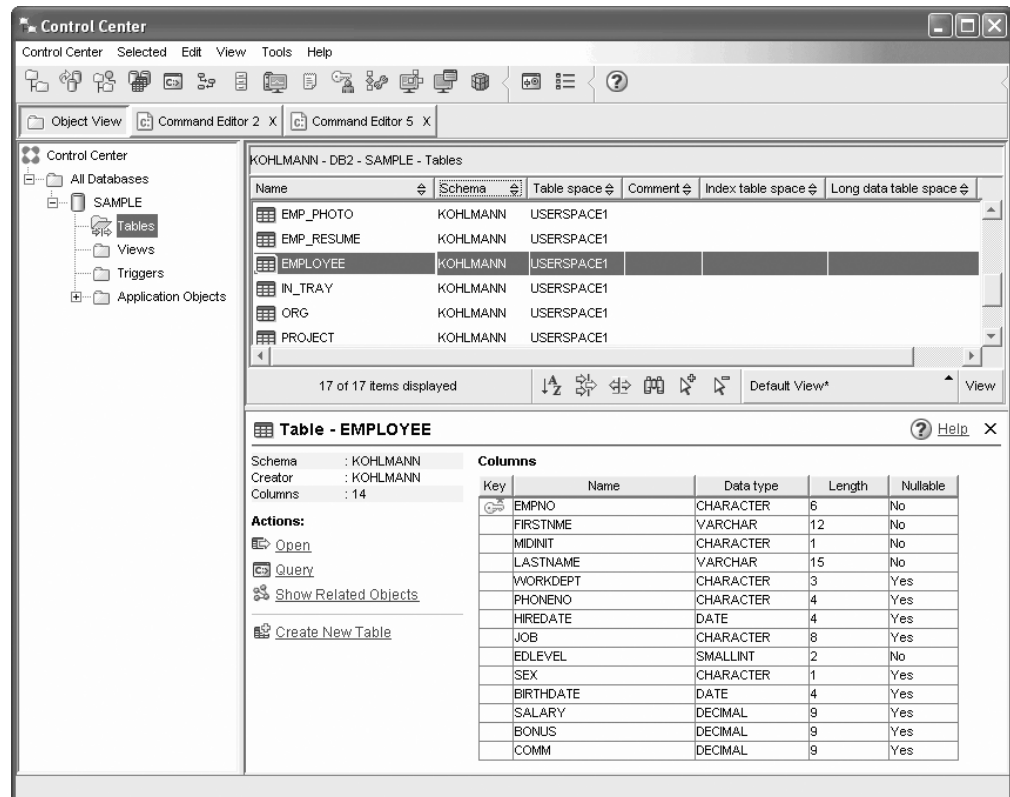 Control Center
Control Center Selected Edit View Tools Help
Object View Command Editor 2 X Command Editor 5 X
Control Center
All Databases
SAMPLE
Tables
Views
Triggers
Application Objects
KOHLMANN - DB2 - SAMPLE - Tables
Name Schema Table space Comment Index table space Long data table space
EMP_PHOTO KOHLMANN USERSPACE1
EMP_RESUME KOHLMANN USERSPACE1
EMPLOYEE KOHLMANN USERSPACE1
IN_TRAY KOHLMANN USERSPACE1
ORG KOHLMANN USERSPACE1
PROJECT KOHLMANN USERSPACE1
17 of 17 items displayed Default View* View
Table - EMPLOYEE Help X
Schema : KOHLMANN
Creator : KOHLMANN
Columns : 14
Actions:
Open
Query
Show Related Objects
Create New Table
Columns
Key Name Data type Length Nullable
EMPNO CHARACTER 6 No
FIRSTNME VARCHAR 12 No
MIDINIT CHARACTER 1 No
LASTNAME VARCHAR 15 No
WORKDEPT CHARACTER 3 Yes
PHONENO CHARACTER 4 Yes
HIREDATE DATE 4 Yes
JOB CHARACTER 8 Yes
EDLEVEL SMALLINT 2 No
SEX CHARACTER 1 Yes
BIRTHDATE DATE 4 Yes
SALARY DECIMAL 9 Yes
BONUS DECIMAL 9 Yes
COMM DECIMAL 9 Yes